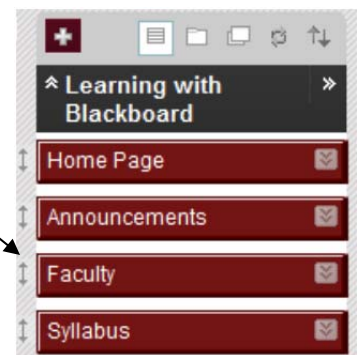 Learning with
Blackboard
Home Page
Announcements
Faculty
Syllabus